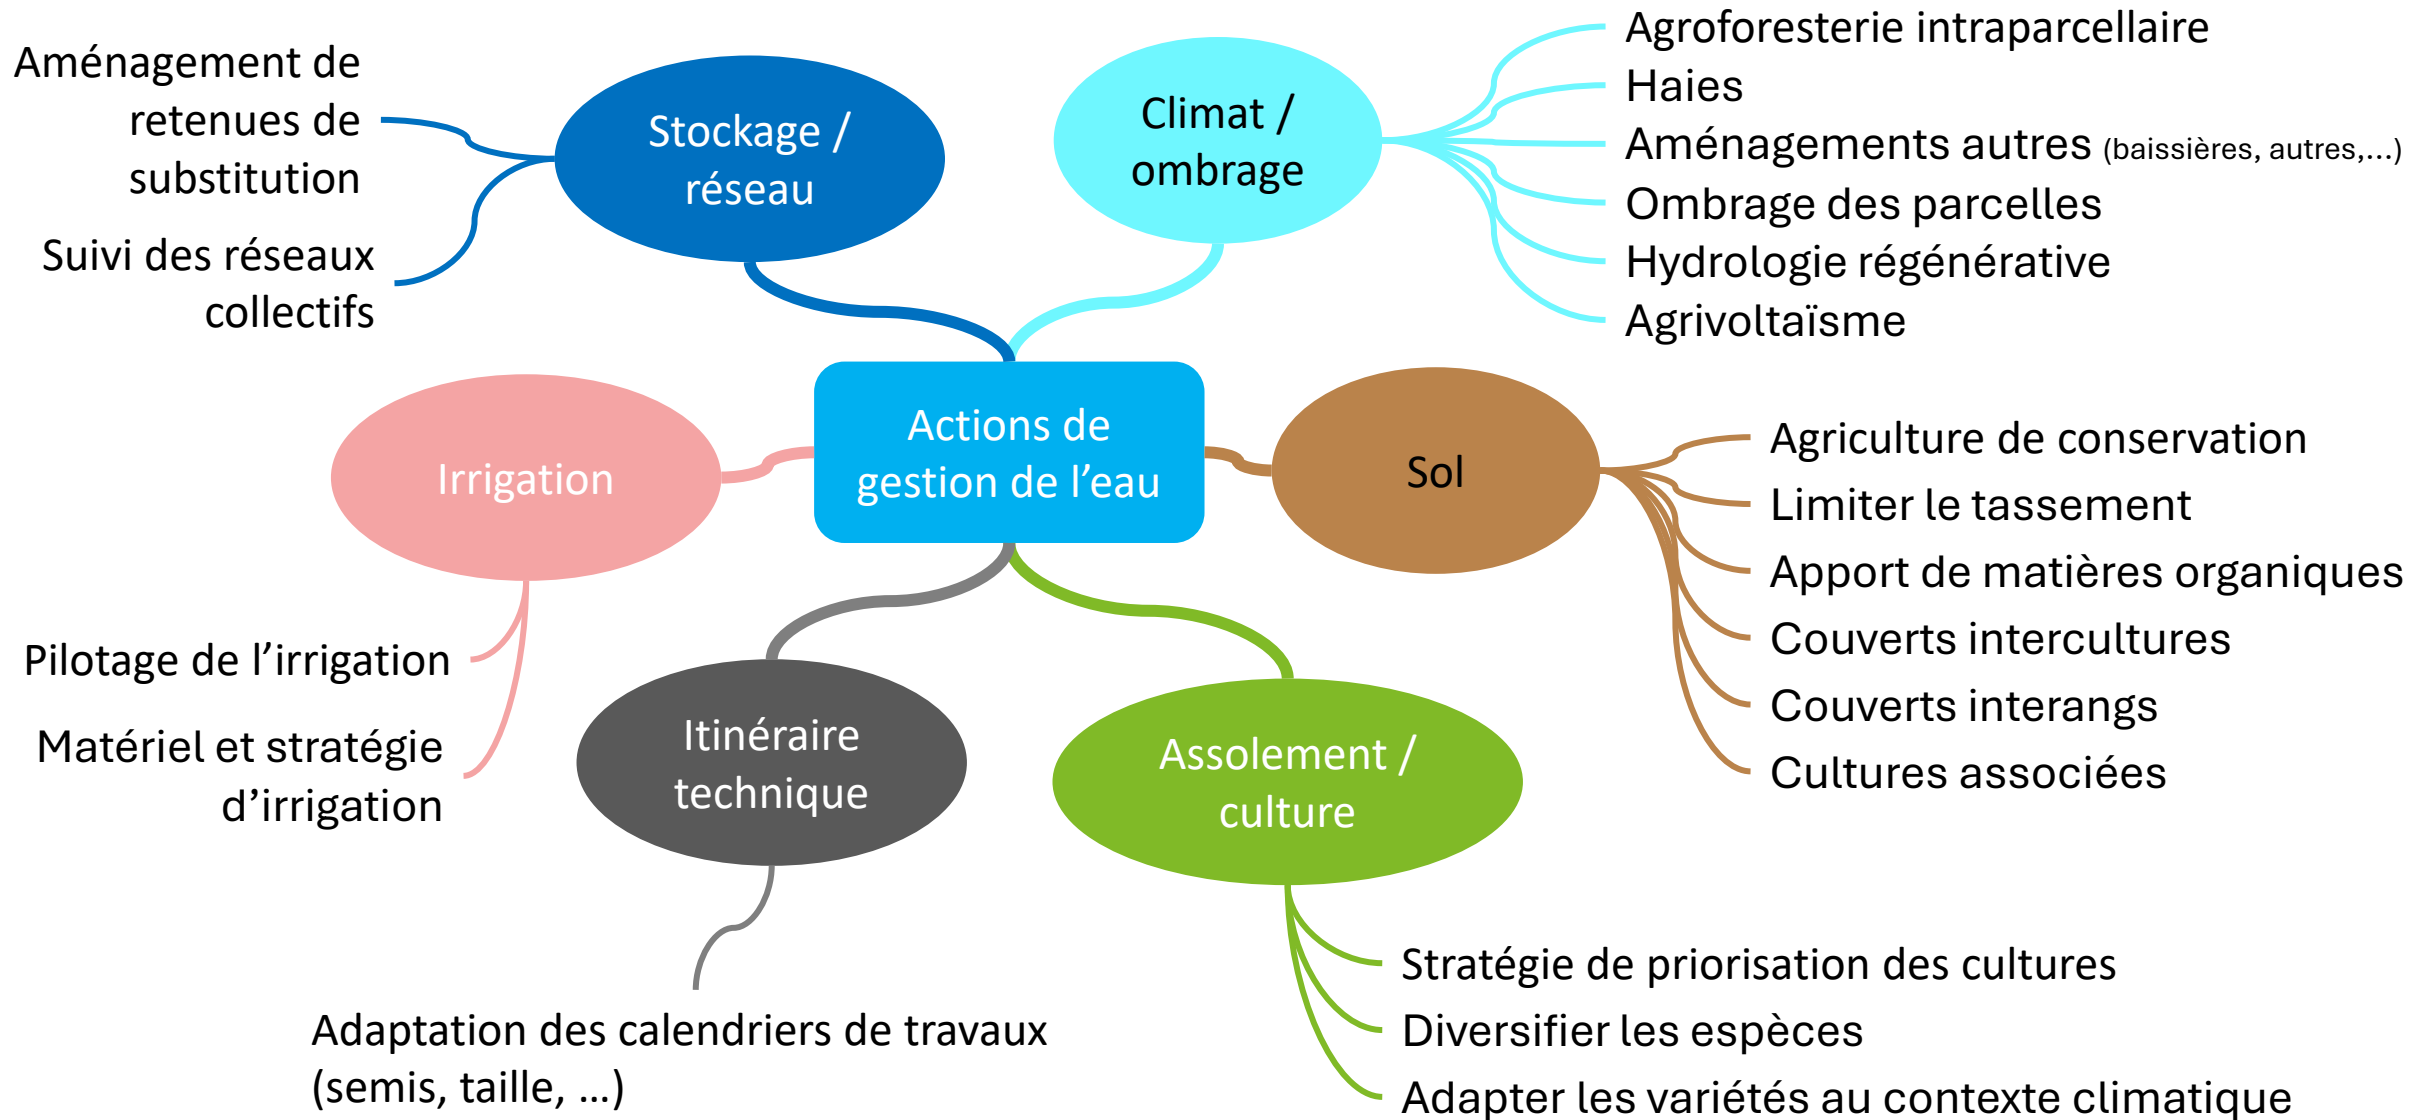 Actions de
gestion de l’eau
Stockage /
réseau
Aménagement de
retenues de
substitution
Suivi des réseaux
collectifs
Climat /
ombrage
Agroforesterie intraparcellaire
Haies
Aménagements autres (baissières, autres,...)
Ombrage des parcelles
Hydrologie régénérative
Agrivoltaïsme
Irrigation
Pilotage de l’irrigation
Matériel et stratégie
d’irrigation
Sol
Agriculture de conservation
Limiter le tassement
Apport de matières organiques
Couverts intercultures
Couverts interangs
Cultures associées
Itinéraire
technique
Adaptation des calendriers de travaux
(semis, taille, …)
Assolement /
culture
Stratégie de priorisation des cultures
Diversifier les espèces
Adapter les variétés au contexte climatique